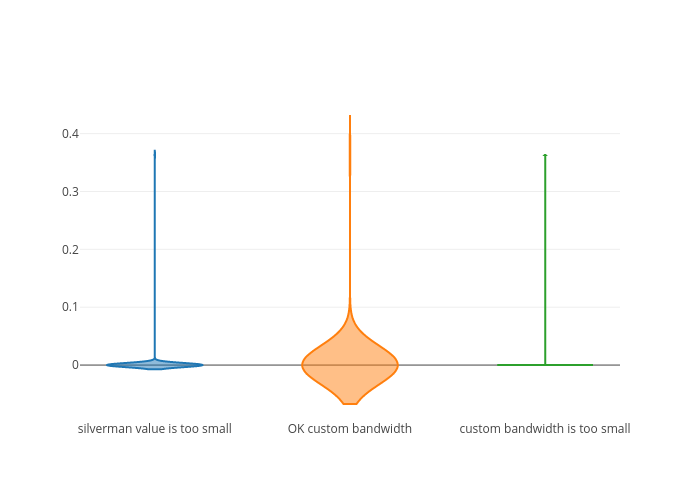 0.4
0.3
0.2
0.1
0
silverman value is too small
OK custom bandwidth
custom bandwidth is too small